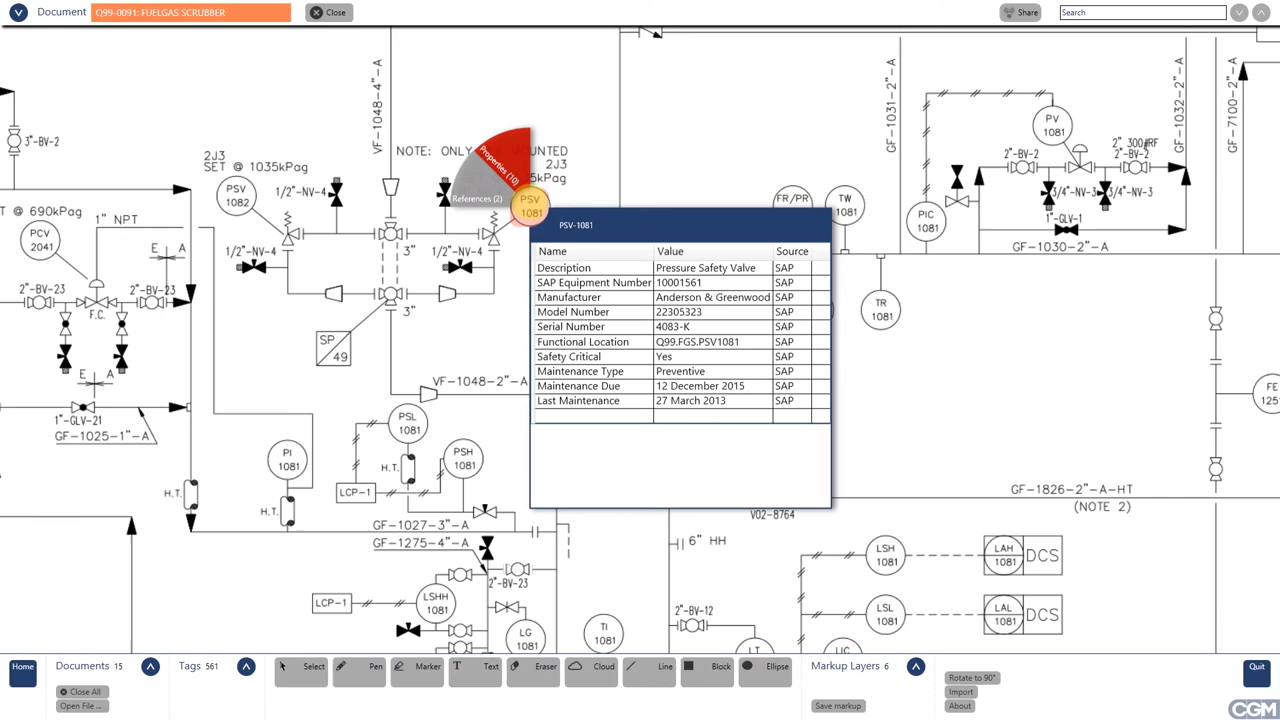 Document
Q99-0091: FUELGAS SCRUBBER
Close
Share
Search
VF-1048-4"-A
GF-1031-2"-A
GF-1032-2"-A
GF-7100-2"-A
3"-BV-2
2J3
SET @ 1035kPag
PSV
1082
1/2"-NV-4
NOTE: ONLY
MOUNTED
2J3
5kPag
Properties (10)
References (2)
PSV
1081
PV
1081
2" 300#RF
2"-BV-2
2"-BV-2
3/4"-NV-3
3/4"-NV-3
1"-GLV-1
GF-1030-2"-A
PIC
1081
FR/PR
TW
1081
TR
1081
T @ 690kPag
1" NPT
PCV
2041
E
A
2"-BV-23
2"-BV-23
F.C.
1/2"-NV-4
1/2"-NV-4
3"
3"
SP
49
E
A
1"-GLV-21
GF-1025-1"-A
VF-1048-2"-A
PSV-1081
Name Value Source
Description Pressure Safety Valve SAP
SAP Equipment Number 10001561 SAP
Manufacturer Anderson & Greenwood SAP
Model Number 22305323 SAP
Serial Number 4083-K SAP
Functional Location Q99.FGS.PSV1081 SAP
Safety Critical Yes SAP
Maintenance Type Preventive SAP
Maintenance Due 12 December 2015 SAP
Last Maintenance 27 March 2013 SAP
FE
125
PSL
1081
PSH
1081
PI
1081
H.T.
H.T.
H.T.
LCP-1
GF-1027-3"-A
GF-1275-4"-A
GF-1826-2"-A-HT
(NOTE 2)
V02-8764
6" HH
2"-BV-23
LSH
1081
LAH
1081
DCS
LSL
1081
LAL
1081
DCS
LCP-1
LSHH
1081
LG
1081
TI
1081
2"-BV-12
LT
Home
Documents 15
Close All
Open File ...
Tags 561
Select
Pen
Marker
Text
Eraser
Cloud
Line
Block
Ellipse
Markup Layers 6
Save markup
Rotate to 90°
Import
About
Quit
CGM